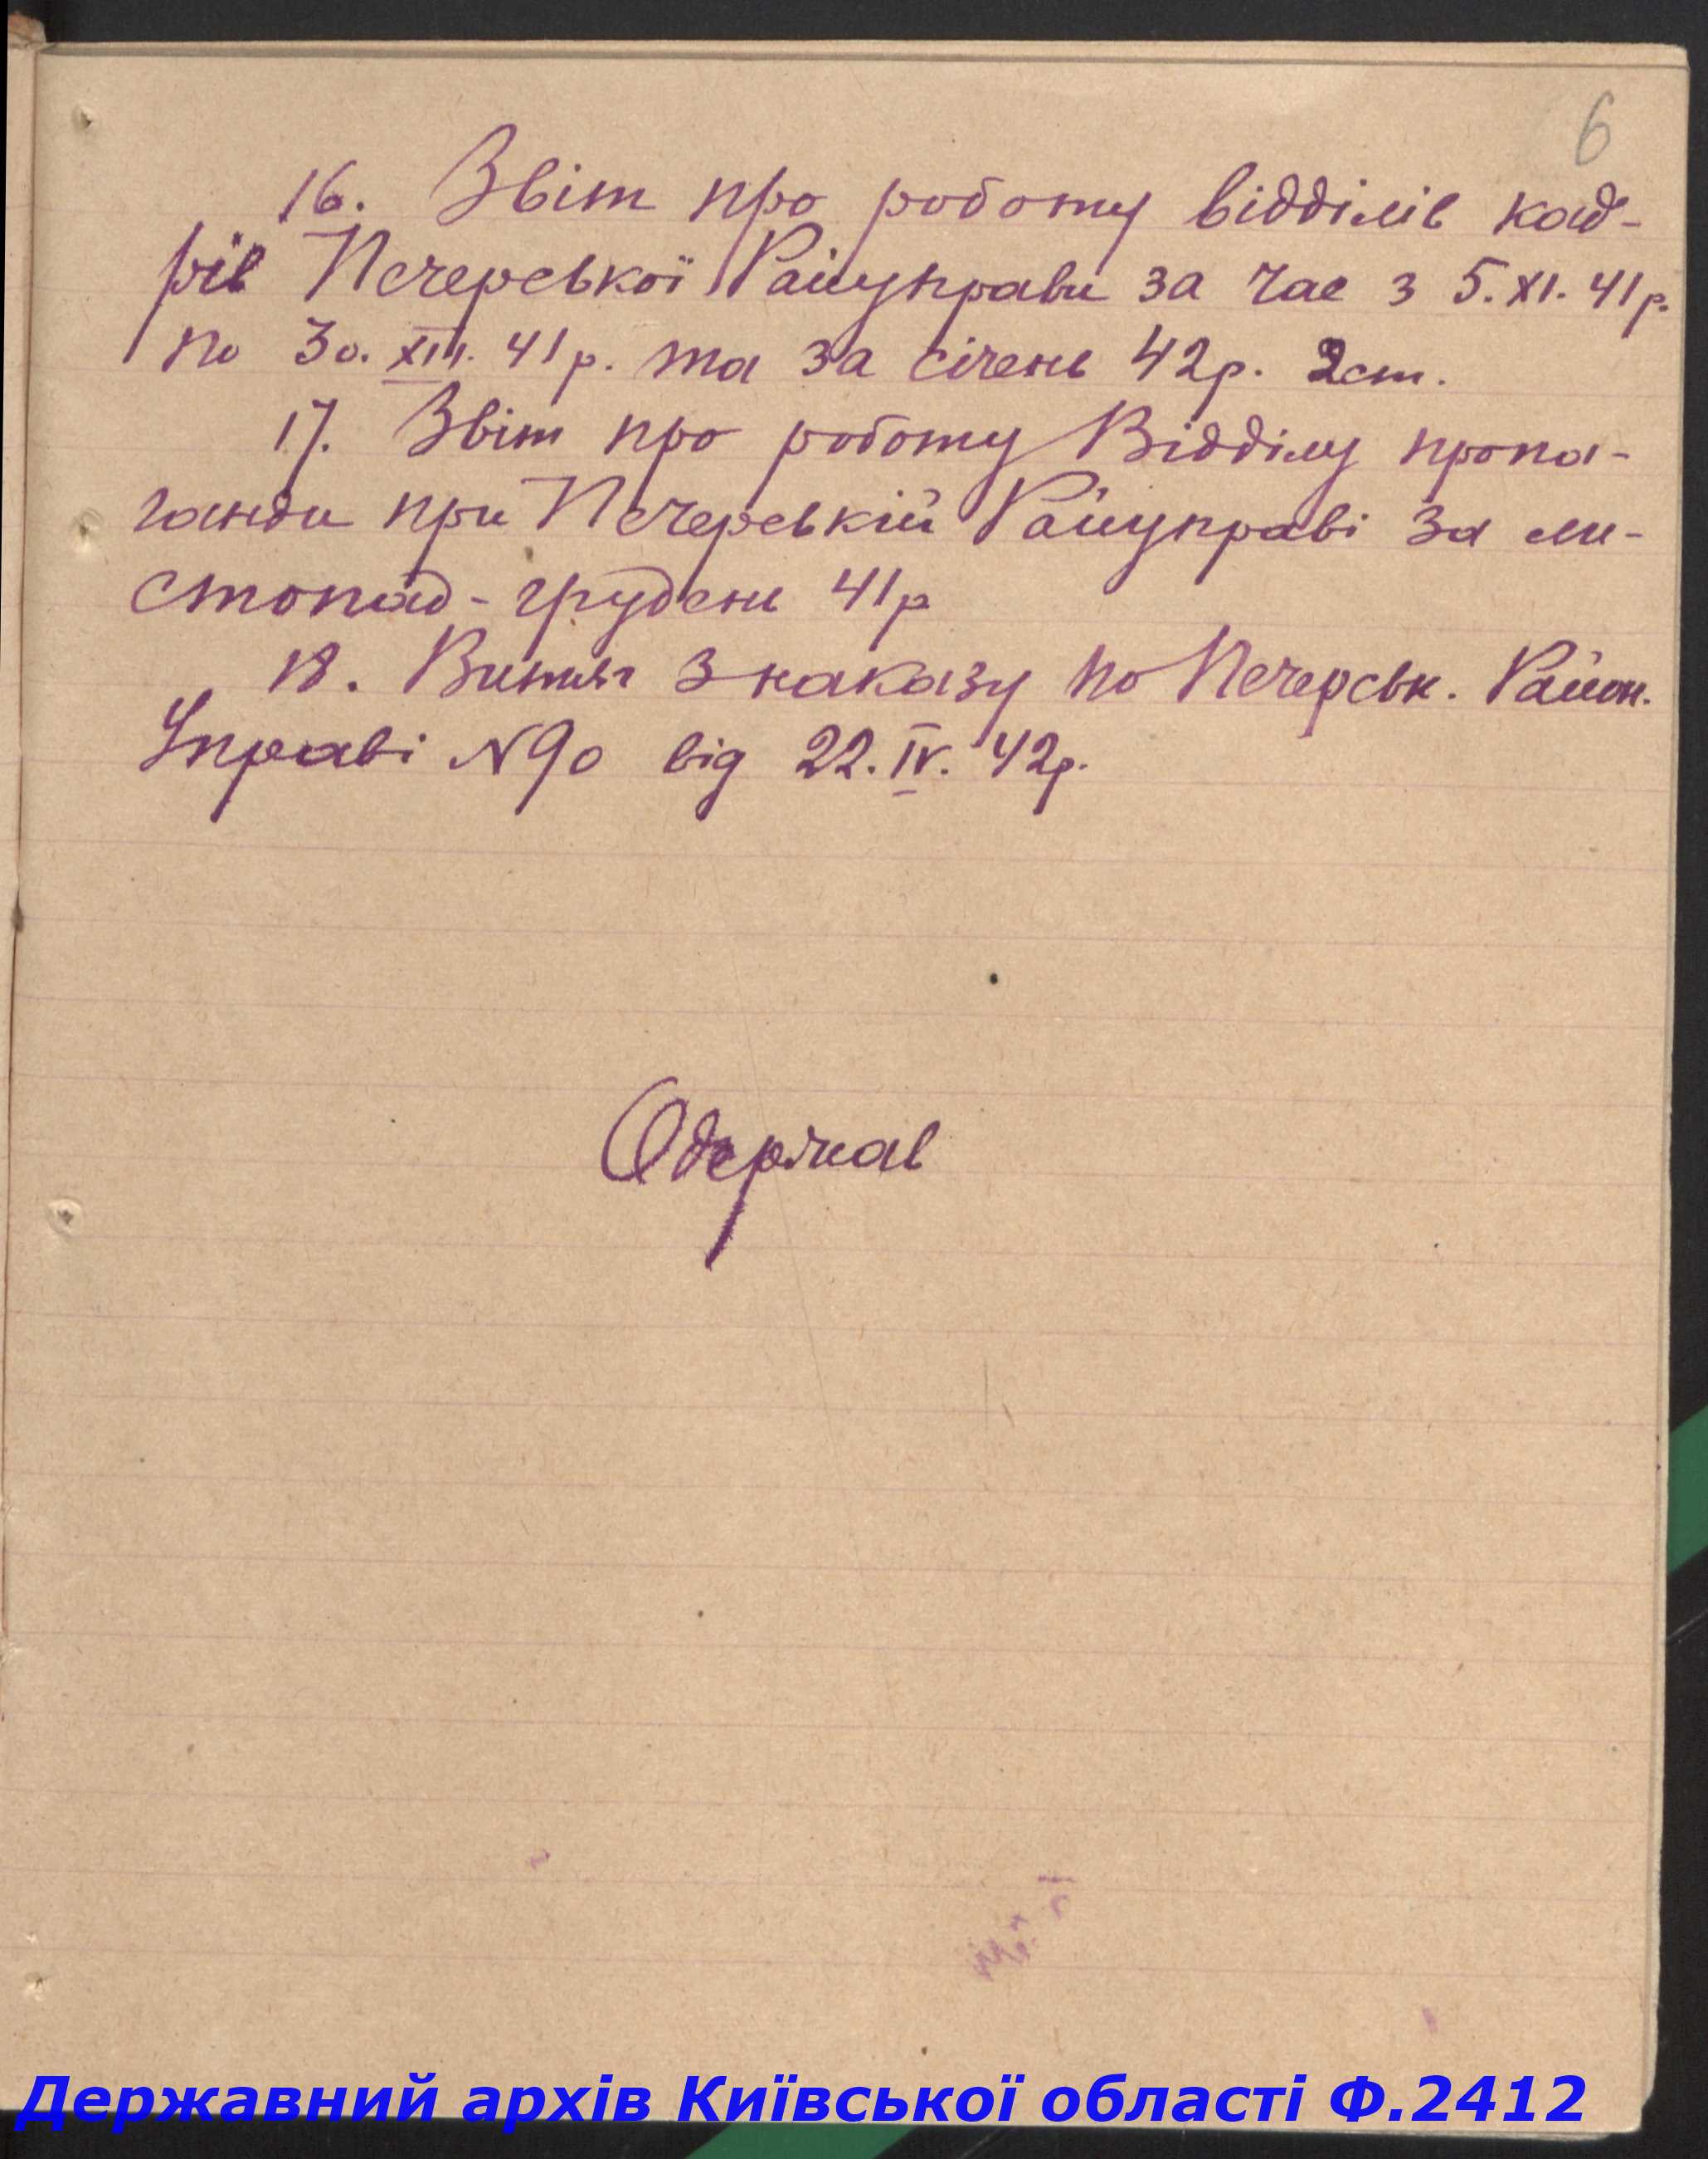 6
16. Звіт про роботу відділів кад-
рів Печерської Райуправи за час з 5.XI.41р.
по 30.XII.41р. та за січень 42р. 2ст.
17. Звіт про роботу Відділу пропа-
ганди при Печерській Райуправі за ли-
стопад-грудень 41р
18. Витяг з наказу по Печерськ. Район.
Управі №90 від 22.IV.42р.
Одержав
Державний архів Київської області Ф.2412